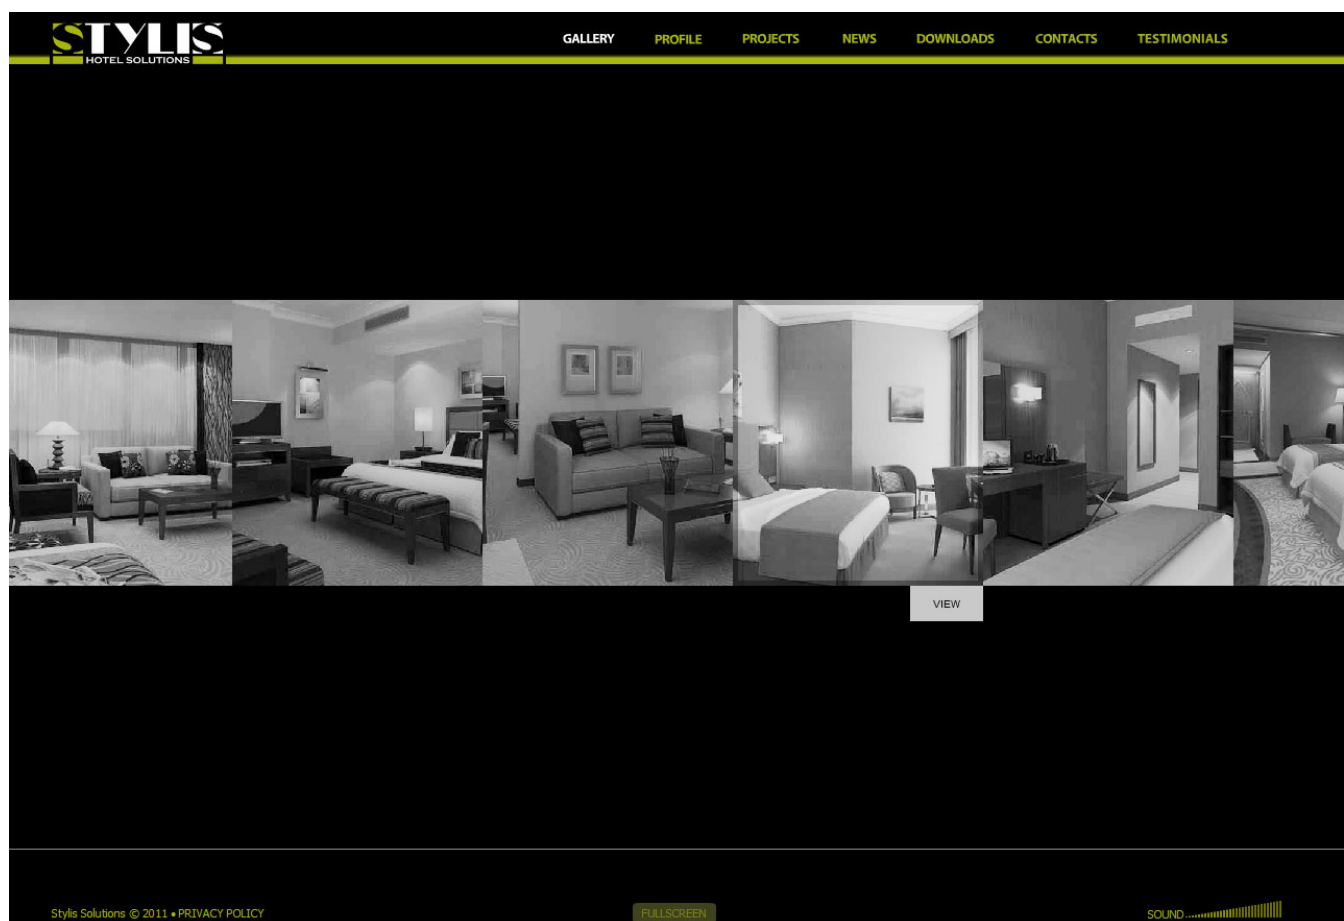 STYLIS
HOTEL SOLUTIONS
GALLERY PROFILE PROJECTS NEWS DOWNLOADS CONTACTS TESTIMONIALS
VIEW
Stylis Solutions © 2011 • PRIVACY POLICY FULLSCREEN SOUND